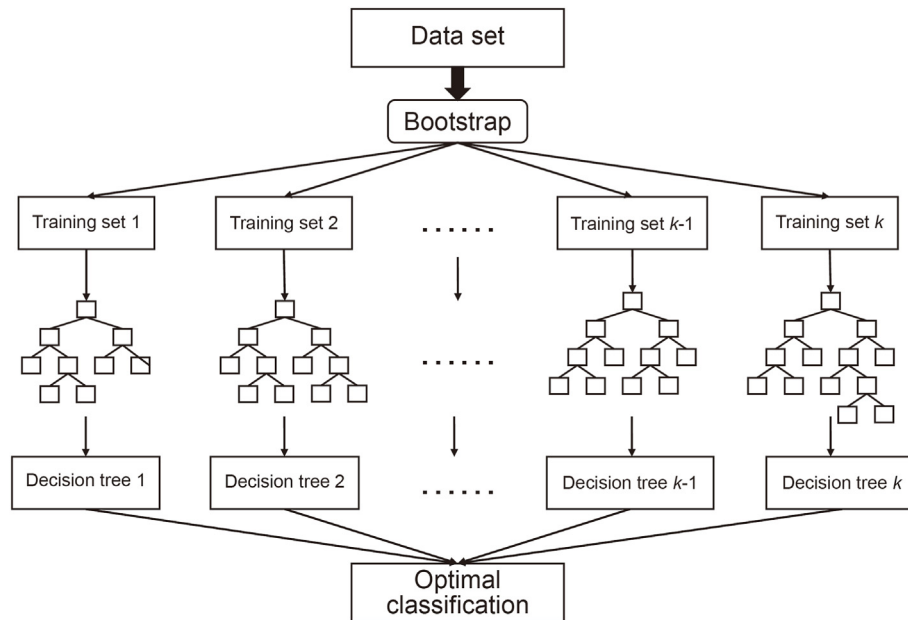 Data set
Bootstrap
Training set 1
Training set 2
......
Training set k-1
Training set k
......
Decision tree 1
Decision tree 2
......
Decision tree k-1
Decision tree k
Optimal
classification